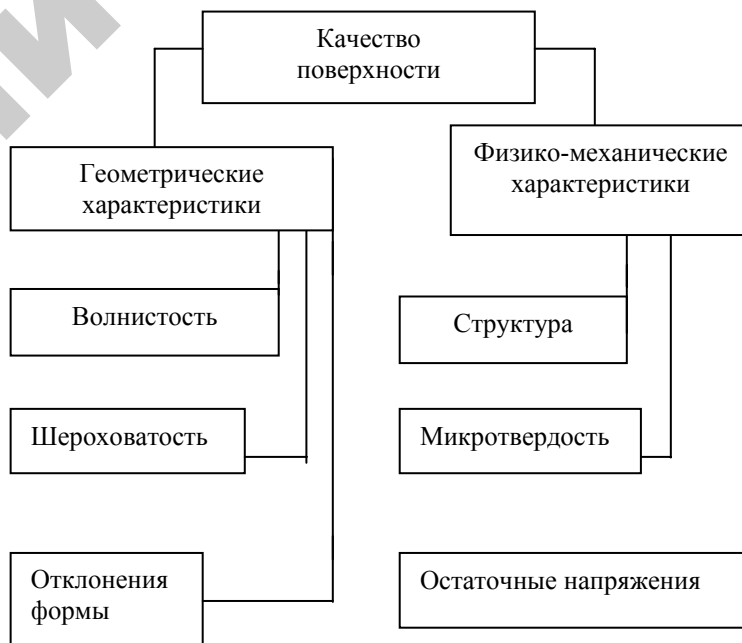 Качество
поверхности
Геометрические
характеристики
Физико-механические
характеристики
Волнистость
Структура
Шероховатость
Микротвердость
Отклонения
формы
Остаточные напряжения